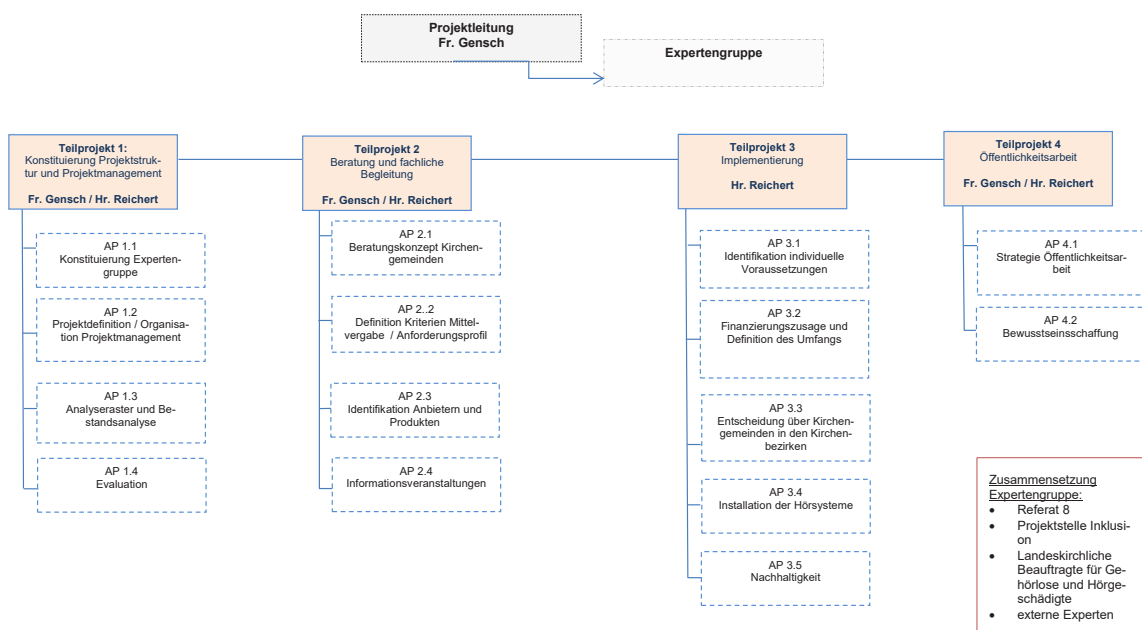 Projektleitung
Fr. Gensch
Expertengruppe
Teilprojekt 1:
Konstituierung Projektstruk-
tur und Projektmanagement
Fr. Gensch / Hr. Reichert
AP 1.1
Konstituierung Experten-
gruppe
AP 1.2
Projektdefinition / Organisa-
tion Projektmanagement
AP 1.3
Analyseraster und Be-
standsanalyse
AP 1.4
Evaluation
Teilprojekt 2
Beratung und fachliche
Begleitung
Fr. Gensch / Hr. Reichert
AP 2.1
Beratungskonzept Kirchen-
gemeinden
AP 2..2
Definition Kriterien Mittel-
vergabe / Anforderungsprofil
AP 2.3
Identifikation Anbietern und
Produkten
AP 2.4
Informationsveranstaltungen
Teilprojekt 3
Implementierung
Hr. Reichert
AP 3.1
Identifikation individuelle
Voraussetzungen
AP 3.2
Finanzierungszusage und
Definition des Umfangs
AP 3.3
Entscheidung über Kirchen-
gemeinden in den Kirchen-
bezirken
AP 3.4
Installation der Hörsysteme
AP 3.5
Nachhaltigkeit
Teilprojekt 4
Öffentlichkeitsarbeit
Fr. Gensch / Hr. Reichert
AP 4.1
Strategie Öffentlichkeitsar-
beit
AP 4.2
Bewusstseinsschaffung
Zusammensetzung
Expertengruppe:
• Referat 8
• Projektstelle Inklusi-
on
• Landeskirchliche
Beauftragte für Ge-
hörlose und Hörge-
schädigte
• externe Experten